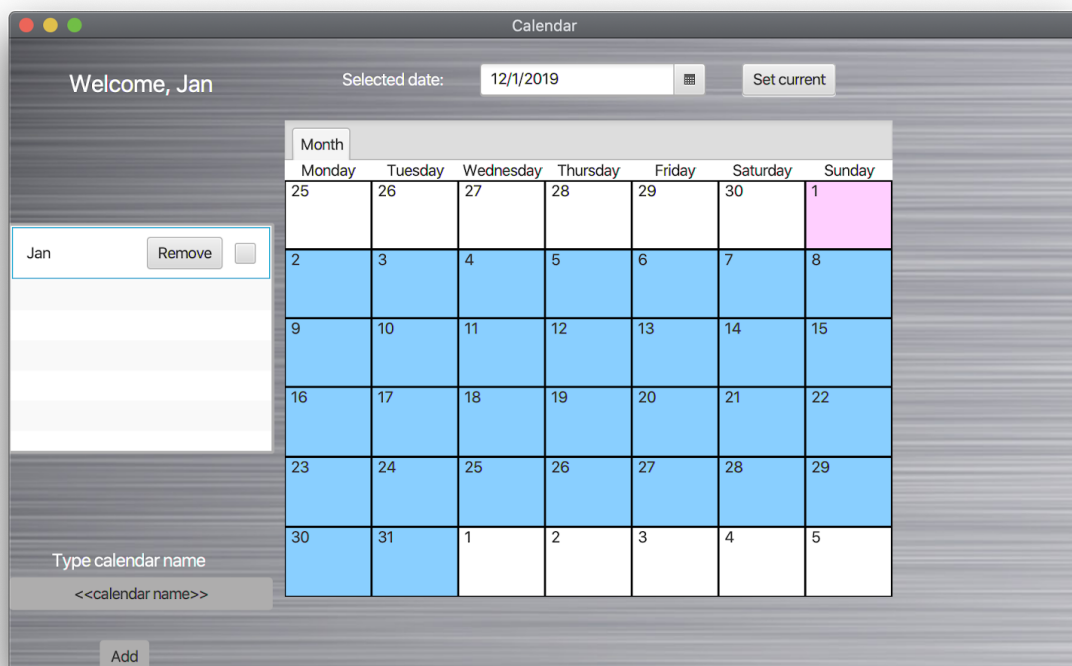 Calendar
Welcome, Jan
Selected date: 12/1/2019 Set current
Month
Monday Tuesday Wednesday Thursday Friday Saturday Sunday
25 26 27 28 29 30 1
Jan Remove
2 3 4 5 6 7 8
9 10 11 12 13 14 15
16 17 18 19 20 21 22
23 24 25 26 27 28 29
30 31 1 2 3 4 5
Type calendar name
<<calendar name>>
Add